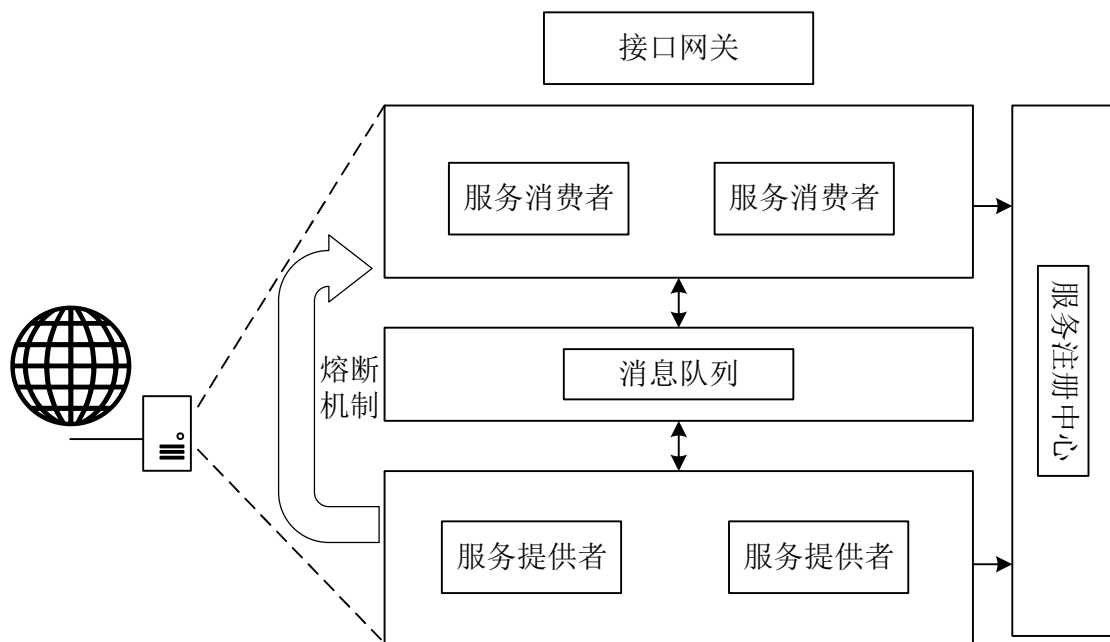 接口网关
服务消费者
服务消费者
熔断
机制
消息队列
服务注册中心
服务提供者
服务提供者